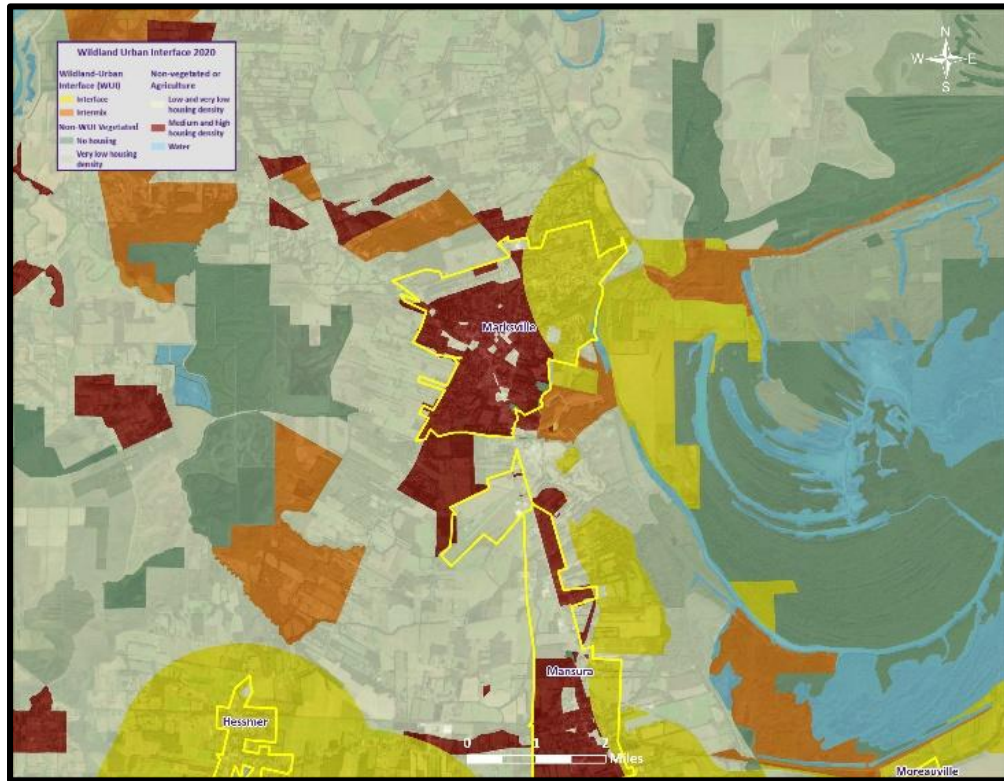 Wildland Urban Interface 2020
Wildland-Urban
Interface (WUI)
Interface
Intermix
Non-WUI Vegetated
No housing
Very low housing
density
Non-vegetated or
Agriculture
Low and very low
housing density
Medium and high
housing density
Water
N
W
E
S
Marksville
Mansura
Hessmer
0 1 2
Miles
Moreauville